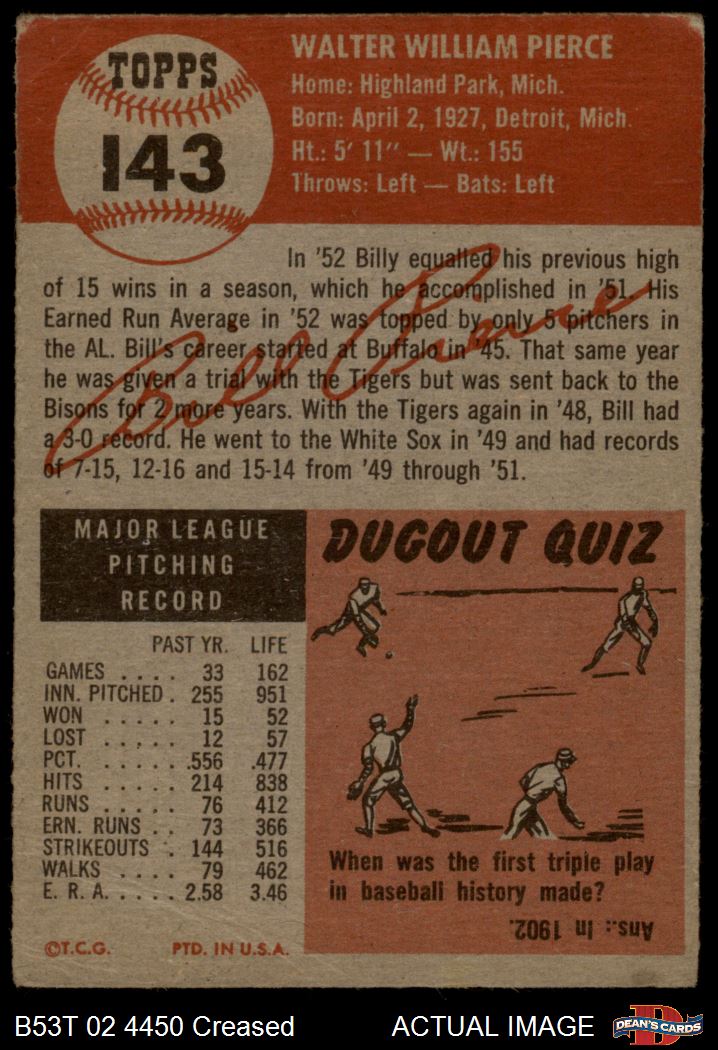 TOPPS
143
WALTER WILLIAM PIERCE
Home: Highland Park, Mich.
Born: April 2, 1927, Detroit, Mich.
Ht.: 5' 11" — Wt.: 155
Throws: Left — Bats: Left
In '52 Billy equalled his previous high
of 15 wins in a season, which he accomplished in '51. His
Earned Run Average in '52 was topped by only 5 pitchers in
the AL. Bill's career started at Buffalo in '45. That same year
he was given a trial with the Tigers but was sent back to the
Bisons for 2 more years. With the Tigers again in '48, Bill had
a 3-0 record. He went to the White Sox in '49 and had records
of 7-15, 12-16 and 15-14 from '49 through '51.
Bill Pierce
MAJOR LEAGUE
PITCHING
RECORD
PAST YR. LIFE
GAMES . . . . 33 162
INN. PITCHED . 255 951
WON . . . . . 15 52
LOST . . . . . 12 57
PCT. . . . . . .556 .477
HITS . . . . . 214 838
RUNS . . . . . 76 412
ERN. RUNS . . 73 366
STRIKEOUTS . 144 516
WALKS . . . . 79 462
E. R. A. . . . . 2.58 3.46
©T.C.G. PTD. IN U.S.A.
DUGOUT QUIZ
When was the first triple play
in baseball history made?
Ans.: In 1902.
B53T 02 4450 Creased ACTUAL IMAGE
D
DEAN'S CARDS